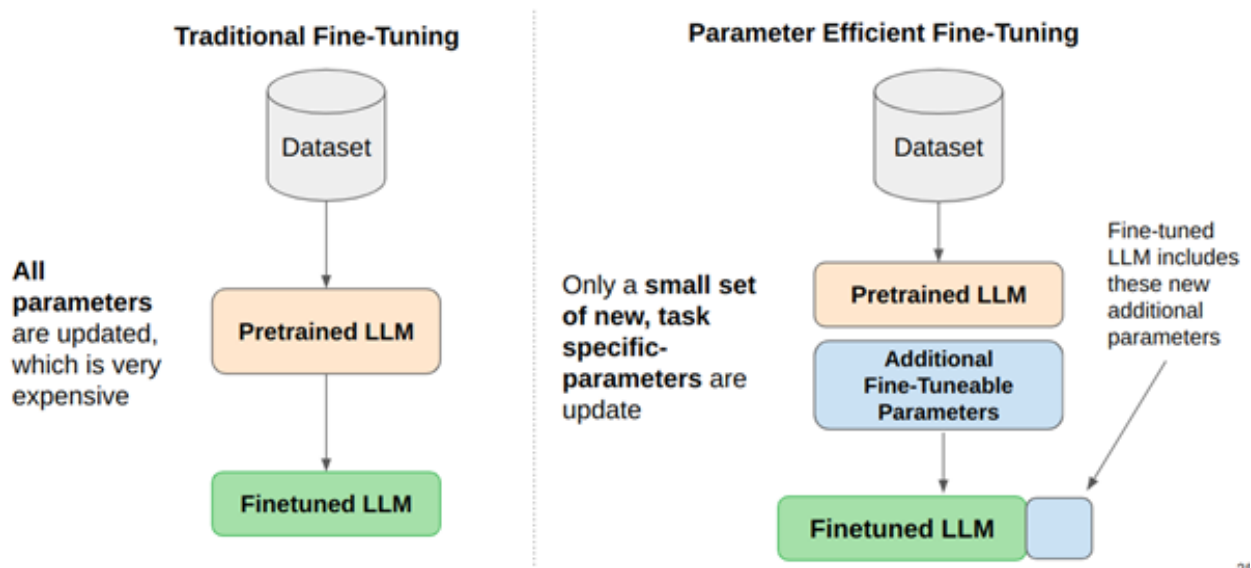 Traditional Fine-Tuning
Dataset
All
parameters
are updated,
which is very
expensive
Pretrained LLM
Finetuned LLM
Parameter Efficient Fine-Tuning
Dataset
Only a small set
of new, task
specific-
parameters are
update
Pretrained LLM
Additional
Fine-Tuneable
Parameters
Fine-tuned
LLM includes
these new
additional
parameters
Finetuned LLM